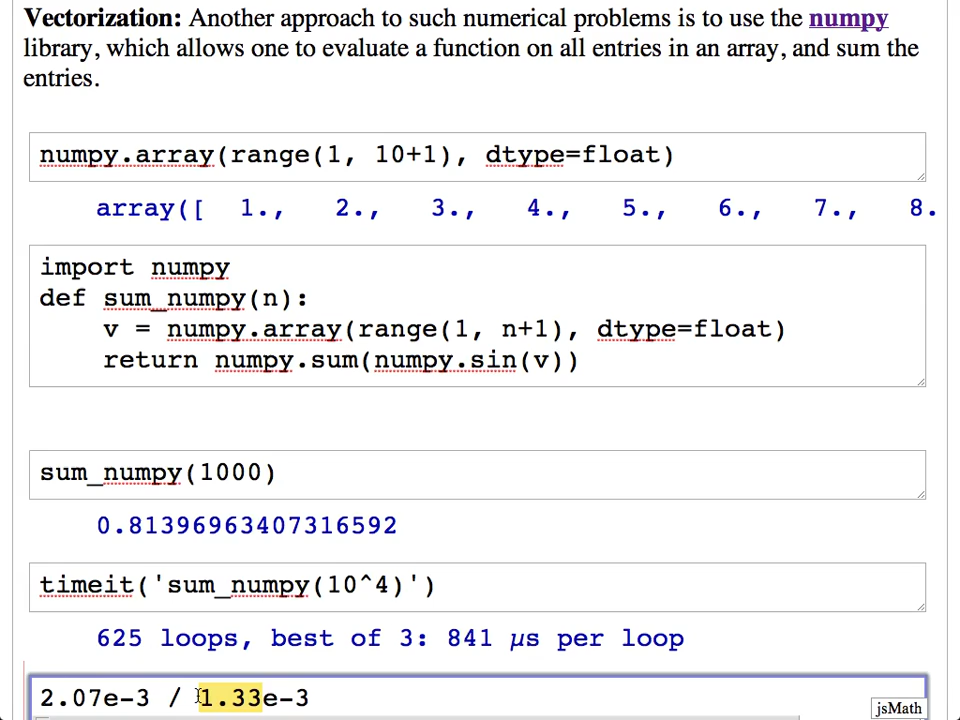 Vectorization: Another approach to such numerical problems is to use the numpy
library, which allows one to evaluate a function on all entries in an array, and sum the
entries.
numpy.array(range(1, 10+1), dtype=float)
array([  1.,   2.,   3.,   4.,   5.,   6.,   7.,   8.
import numpy
def sum_numpy(n):
    v = numpy.array(range(1, n+1), dtype=float)
    return numpy.sum(numpy.sin(v))
sum_numpy(1000)
0.81396963407316592
timeit('sum_numpy(10^4)')
625 loops, best of 3: 841 µs per loop
2.07e-3 / 1.33e-3
jsMath